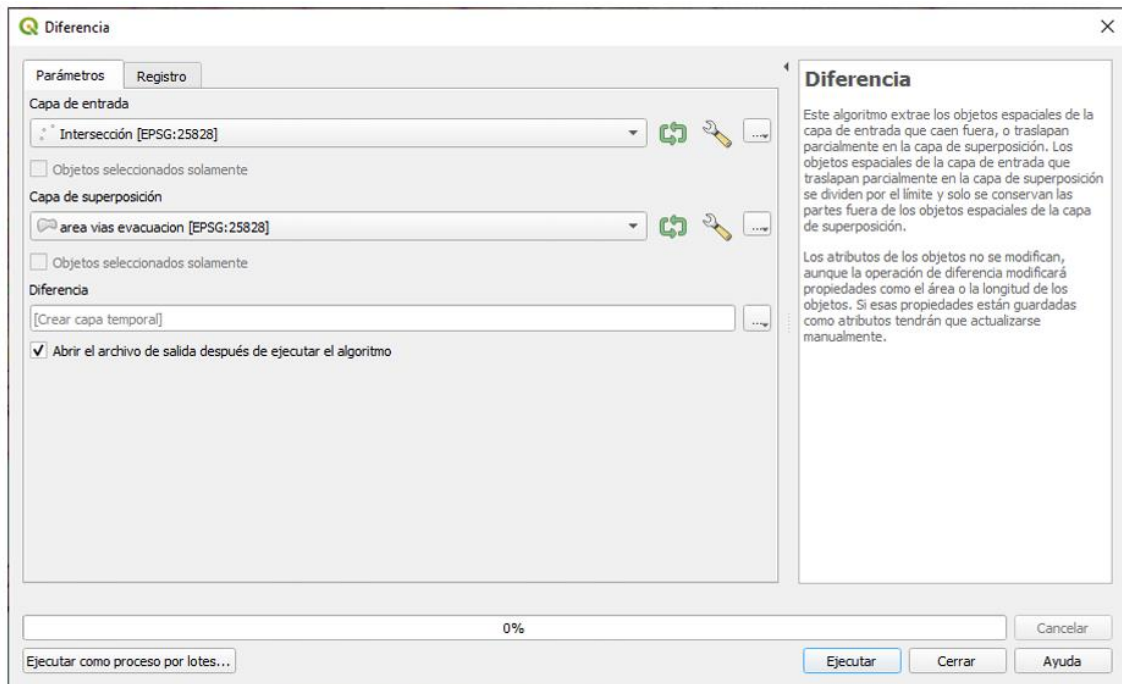 Diferencia
Parámetros
Registro
Capa de entrada
Intersección [EPSG:25828]
...
Objetos seleccionados solamente
Capa de superposición
area vias evacuacion [EPSG:25828]
...
Objetos seleccionados solamente
Diferencia
[Crear capa temporal]
...
Abrir el archivo de salida después de ejecutar el algoritmo
Diferencia
Este algoritmo extrae los objetos espaciales de la
capa de entrada que caen fuera, o traslapan
parcialmente en la capa de superposición. Los
objetos espaciales de la capa de entrada que
traslapan parcialmente en la capa de superposición
se dividen por el límite y solo se conservan las
partes fuera de los objetos espaciales de la capa
de superposición.
Los atributos de los objetos no se modifican,
aunque la operación de diferencia modificará
propiedades como el área o la longitud de los
objetos. Si esas propiedades están guardadas
como atributos tendrán que actualizarse
manualmente.
0%
Cancelar
Ejecutar como proceso por lotes...
Ejecutar
Cerrar
Ayuda